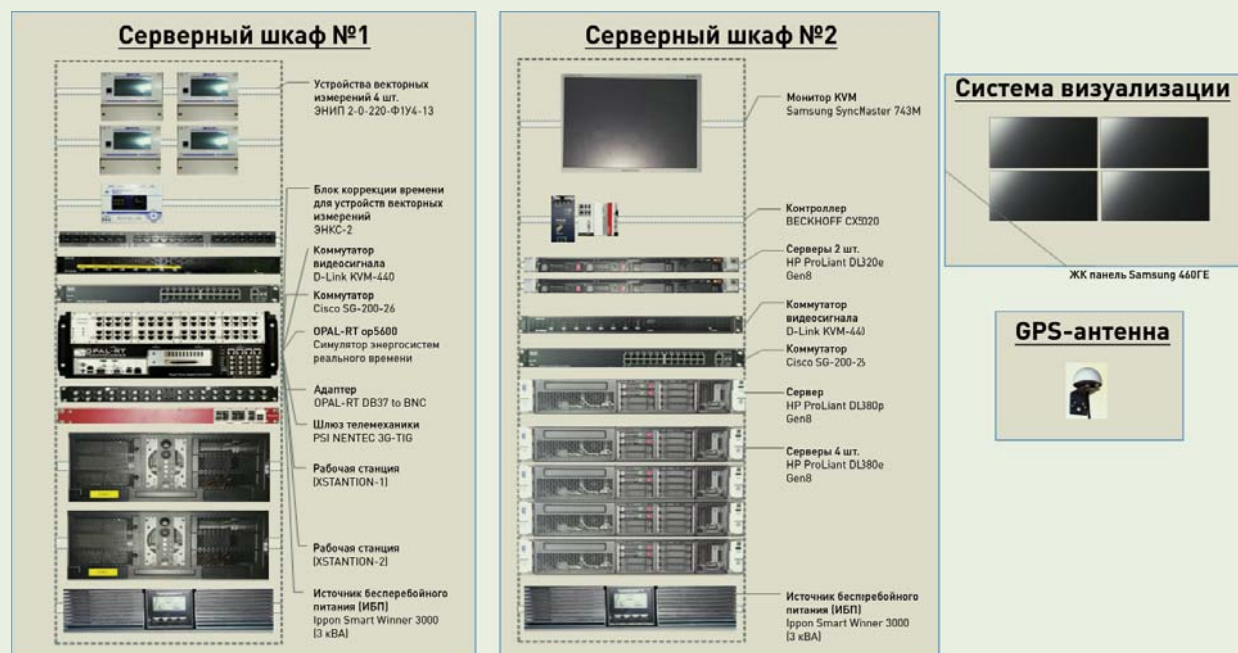 Серверный шкаф №1
Устройства векторных
измерений 4 шт.
ЭНИП 2-0-220-Ф1У4-13
Блок коррекции времени
для устройств векторных
измерений
ЭНКС-2
Коммутатор
видеосигнала
D-Link KVM-440
Коммутатор
Cisco SG-200-26
OPAL-RT op5600
Симулятор энергосистем
реального времени
Адаптер
OPAL-RT DB37 to BNC
Шлюз телемеханики
PSI NENTEC 3G-TIG
Рабочая станция
(XSTANTION-1)
Рабочая станция
(XSTANTION-2)
Источник бесперебойного
питания (ИБП)
Ippon Smart Winner 3000
(3 кВА)
OPAL-RT
Серверный шкаф №2
Монитор KVM
Samsung SyncMaster 743M
Контроллер
BECKHOFF CX5020
Серверы 2 шт.
HP ProLiant DL320e
Gen8
Коммутатор
видеосигнала
D-Link KVM-440
Коммутатор
Cisco SG-200-26
Сервер
HP ProLiant DL380p
Gen8
Серверы 4 шт.
HP ProLiant DL380e
Gen8
Источник бесперебойного
питания (ИБП)
Ippon Smart Winner 3000
(3 кВА)
Система визуализации
ЖК панель Samsung 460ГЕ
GPS-антенна